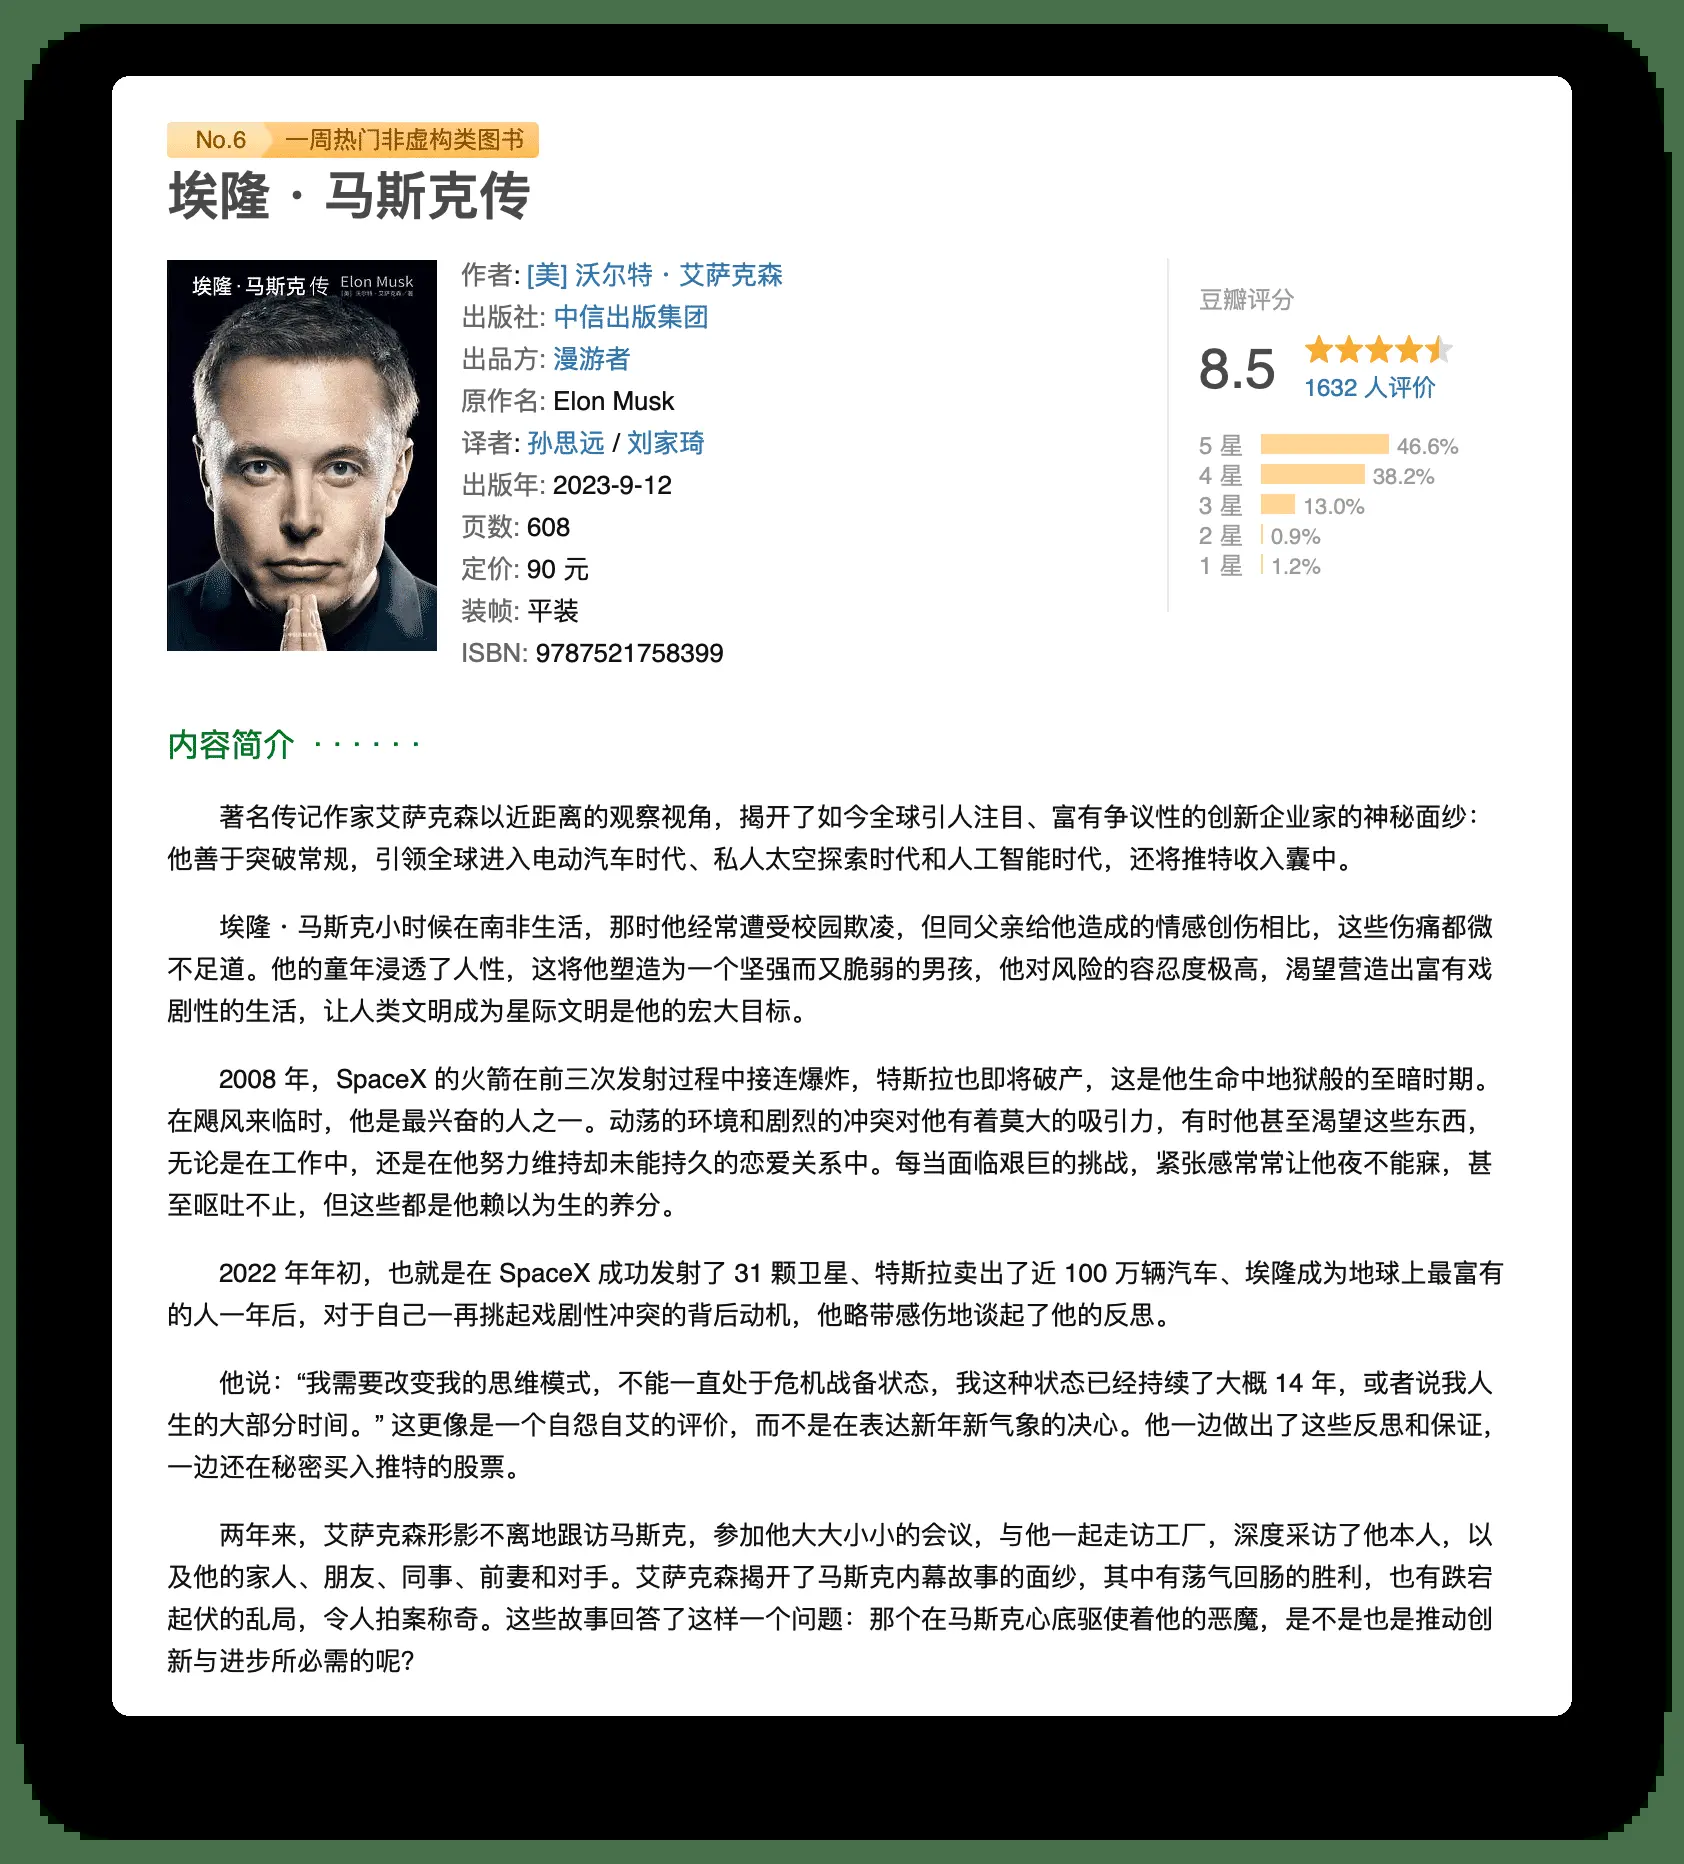 No.6 一周热门非虚构类图书
埃隆 · 马斯克传
埃隆·马斯克 传 Elon Musk
[美] 沃尔特·艾萨克森/著
作者: [美] 沃尔特 · 艾萨克森
出版社: 中信出版集团
出品方: 漫游者
原作名: Elon Musk
译者: 孙思远 / 刘家琦
出版年: 2023-9-12
页数: 608
定价: 90 元
装帧: 平装
ISBN: 9787521758399
豆瓣评分
8.5
1632 人评价
5 星 46.6%
4 星 38.2%
3 星 13.0%
2 星 0.9%
1 星 1.2%
内容简介 · · · · · ·
著名传记作家艾萨克森以近距离的观察视角，揭开了如今全球引人注目、富有争议性的创新企业家的神秘面纱：
他善于突破常规，引领全球进入电动汽车时代、私人太空探索时代和人工智能时代，还将推特收入囊中。
埃隆 · 马斯克小时候在南非生活，那时他经常遭受校园欺凌，但同父亲给他造成的情感创伤相比，这些伤痛都微
不足道。他的童年浸透了人性，这将他塑造为一个坚强而又脆弱的男孩，他对风险的容忍度极高，渴望营造出富有戏
剧性的生活，让人类文明成为星际文明是他的宏大目标。
2008 年，SpaceX 的火箭在前三次发射过程中接连爆炸，特斯拉也即将破产，这是他生命中地狱般的至暗时期。
在飓风来临时，他是最兴奋的人之一。动荡的环境和剧烈的冲突对他有着莫大的吸引力，有时他甚至渴望这些东西，
无论是在工作中，还是在他努力维持却未能持久的恋爱关系中。每当面临艰巨的挑战，紧张感常常让他夜不能寐，甚
至呕吐不止，但这些都是他赖以为生的养分。
2022 年年初，也就是在 SpaceX 成功发射了 31 颗卫星、特斯拉卖出了近 100 万辆汽车、埃隆成为地球上最富有
的人一年后，对于自己一再挑起戏剧性冲突的背后动机，他略带感伤地谈起了他的反思。
他说：“我需要改变我的思维模式，不能一直处于危机战备状态，我这种状态已经持续了大概 14 年，或者说我人
生的大部分时间。” 这更像是一个自怨自艾的评价，而不是在表达新年新气象的决心。他一边做出了这些反思和保证，
一边还在秘密买入推特的股票。
两年来，艾萨克森形影不离地跟访马斯克，参加他大大小小的会议，与他一起走访工厂，深度采访了他本人，以
及他的家人、朋友、同事、前妻和对手。艾萨克森揭开了马斯克内幕故事的面纱，其中有荡气回肠的胜利，也有跌宕
起伏的乱局，令人拍案称奇。这些故事回答了这样一个问题：那个在马斯克心底驱使着他的恶魔，是不是也是推动创
新与进步所必需的呢?